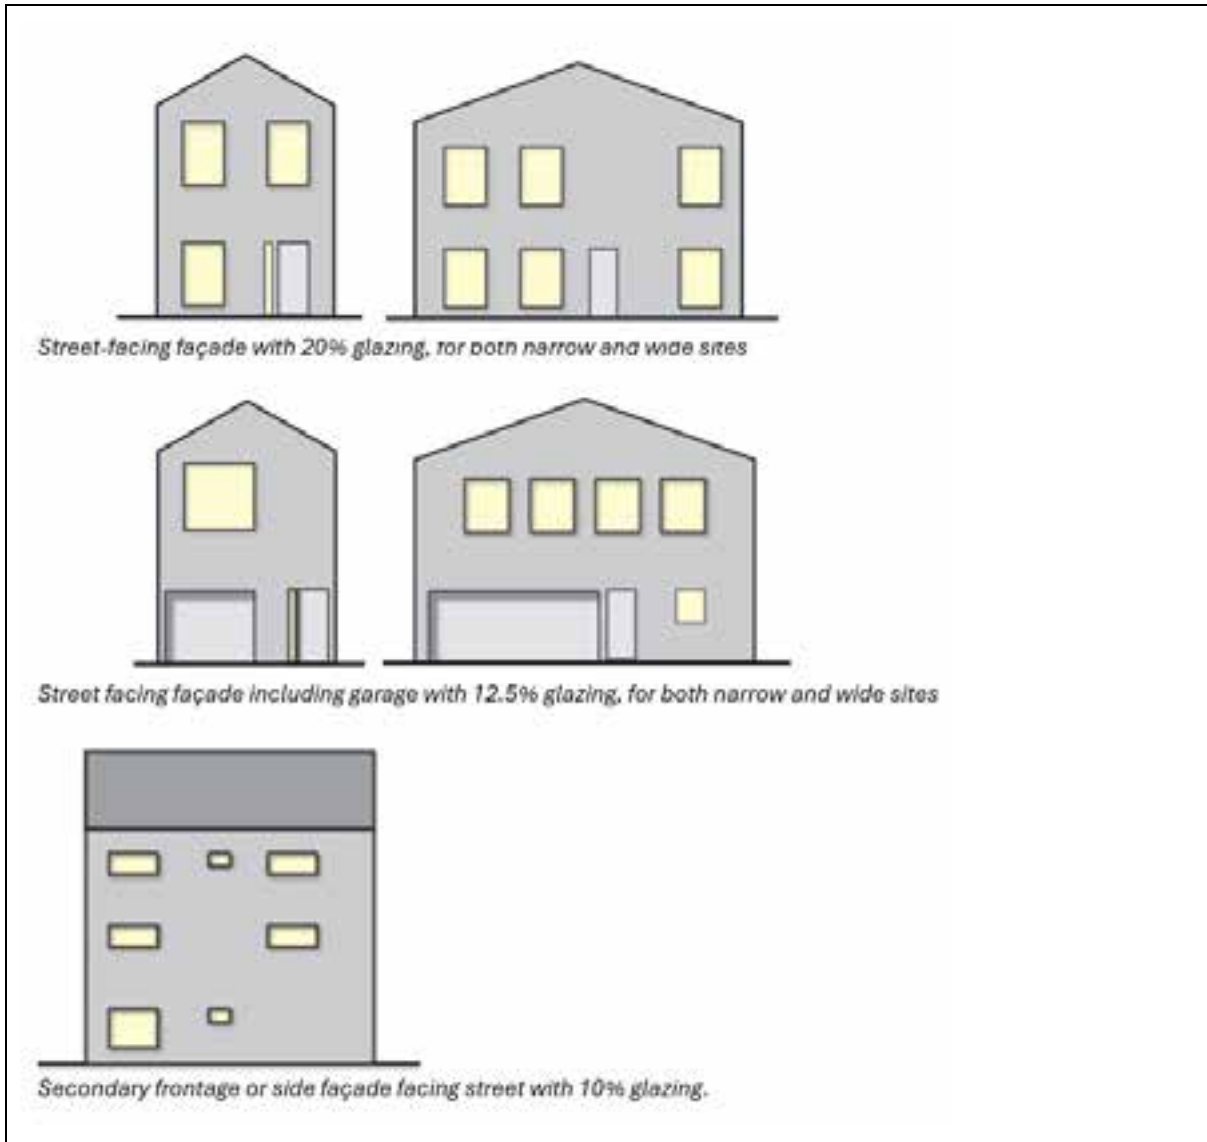 Street-facing façade with 20% glazing, for both narrow and wide sites
Street facing façade including garage with 12.5% glazing, for both narrow and wide sites
Secondary frontage or side façade facing street with 10% glazing.